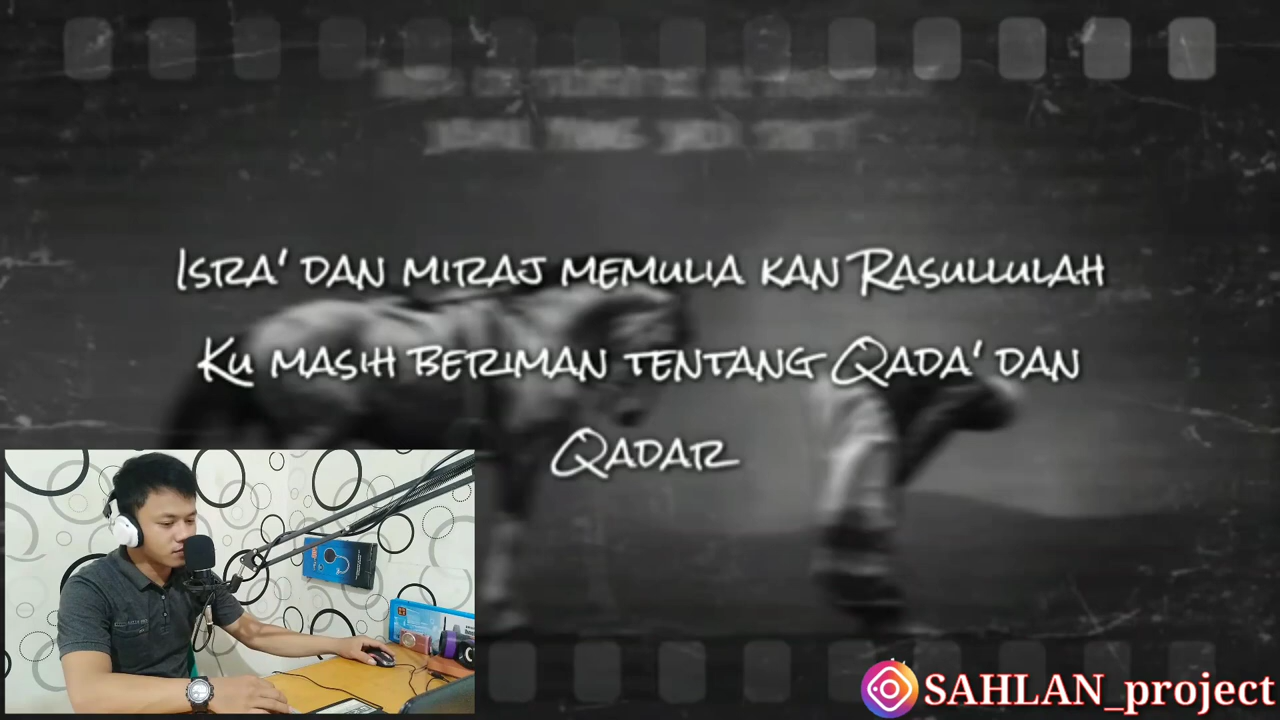 Isra' dan miraj memulia kan Rasullulah
Ku masih beriman tentang Qada' dan
Qadar
SAHLAN_project